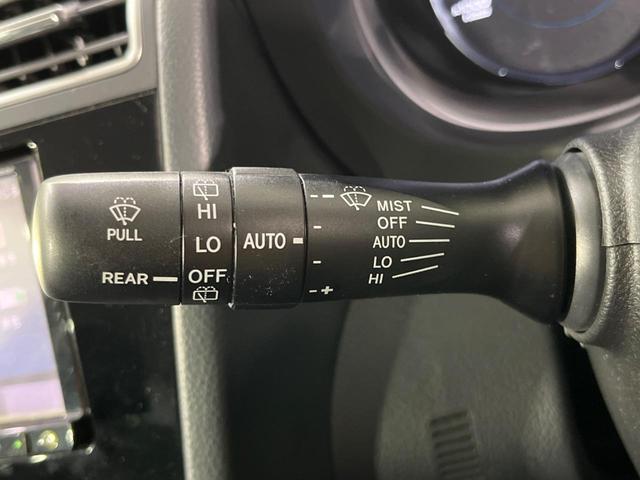 PULL
REAR
HI
LO
OFF
AUTO
- -
-
-
- +
MIST
OFF
AUTO
LO
HI